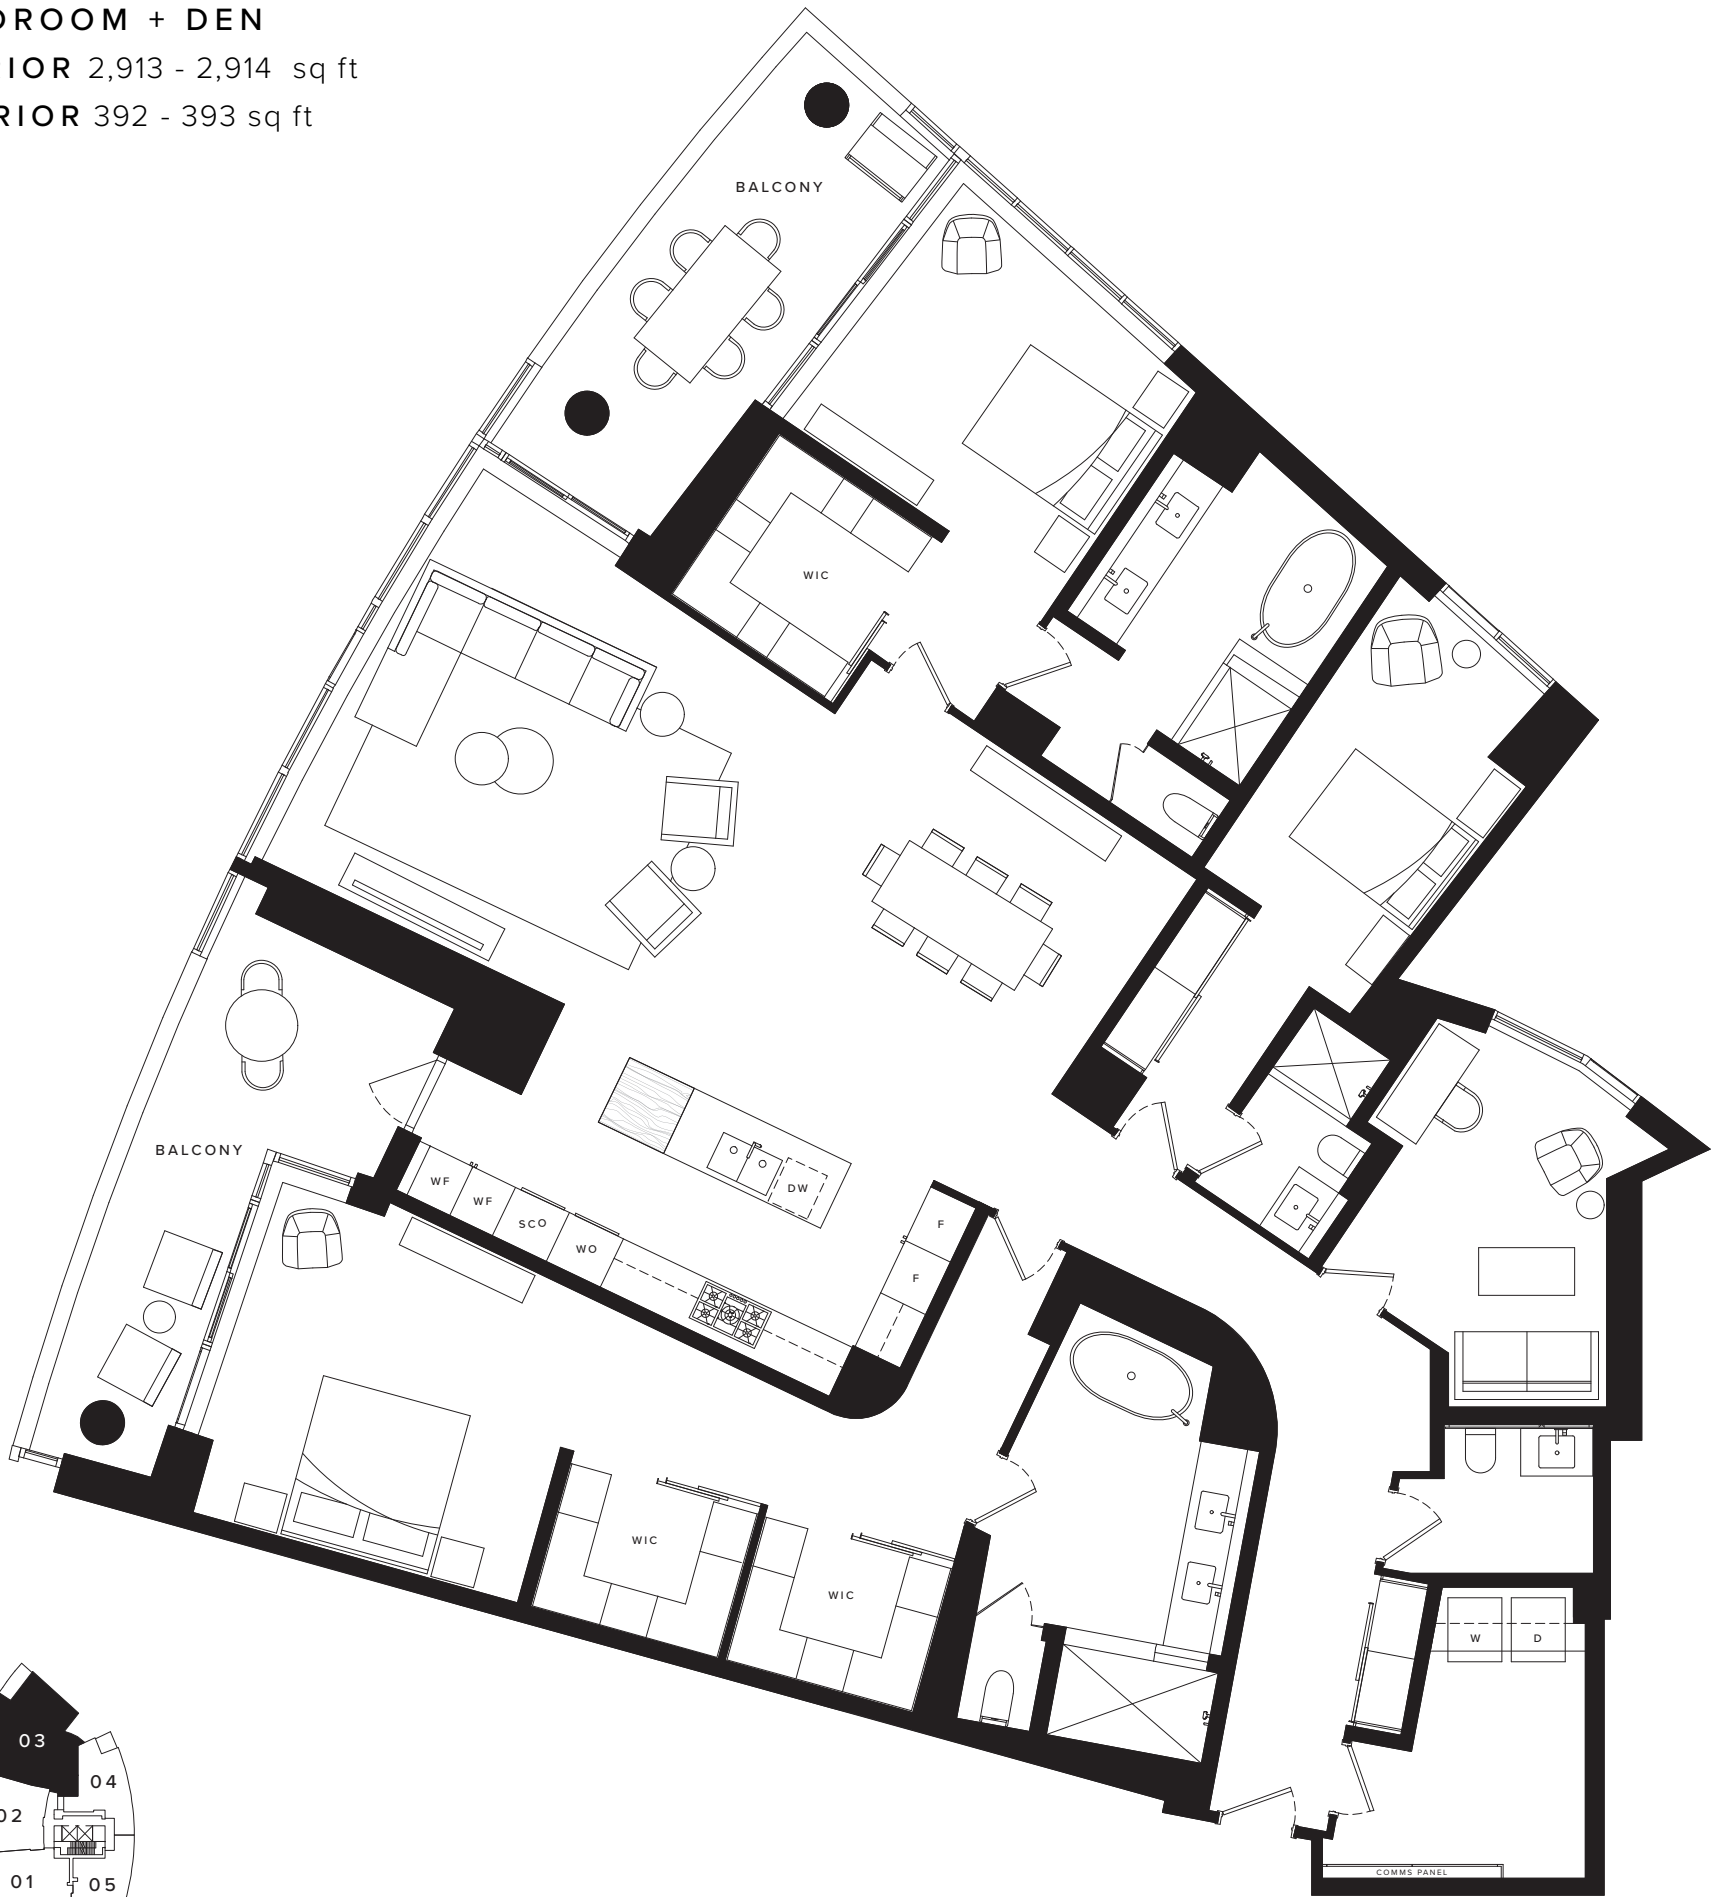 DROOM + DEN
IOR 2,913 - 2,914 sq ft
RIOR 392 - 393 sq ft
BALCONY
WIC
BALCONY
WF
WF
SCO
WO
DW
F
F
WIC
WIC
W
D
COMMS PANEL
03
04
02
01
05